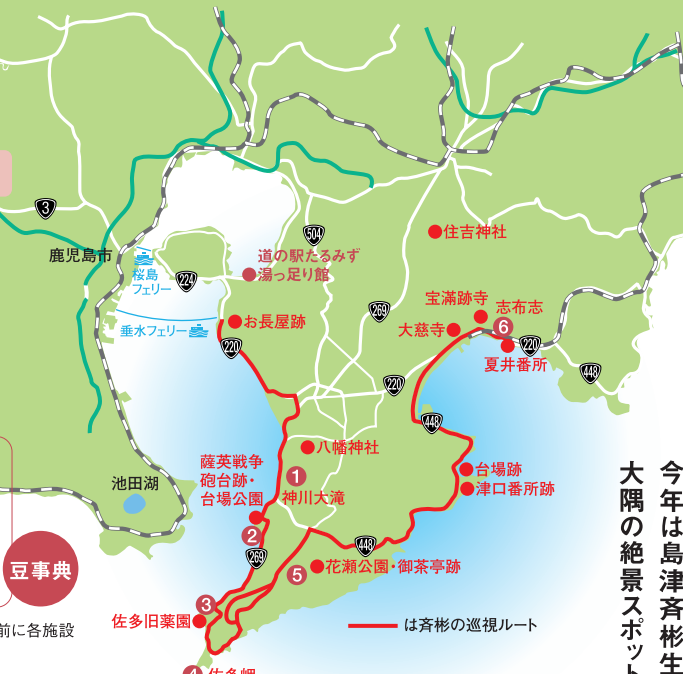 3
鹿児島市
桜島
フェリー
224
504
道の駅たるみず
湯っ足り館
住吉神社
269
垂水フェリー
お長屋跡
220
宝満跡寺
志布志
大慈寺
6
220
夏井番所
448
220
448
八幡神社
薩英戦争
砲台跡・
台場公園
1
神川大滝
台場跡
津口番所跡
池田湖
2
269
448
5
花瀬公園・御茶亭跡
3
佐多旧薬園
は斉彬の巡視ルート
4
佐多岬
豆事典
前に各施設
今年は島津斉彬生
大隅の絶景スポット